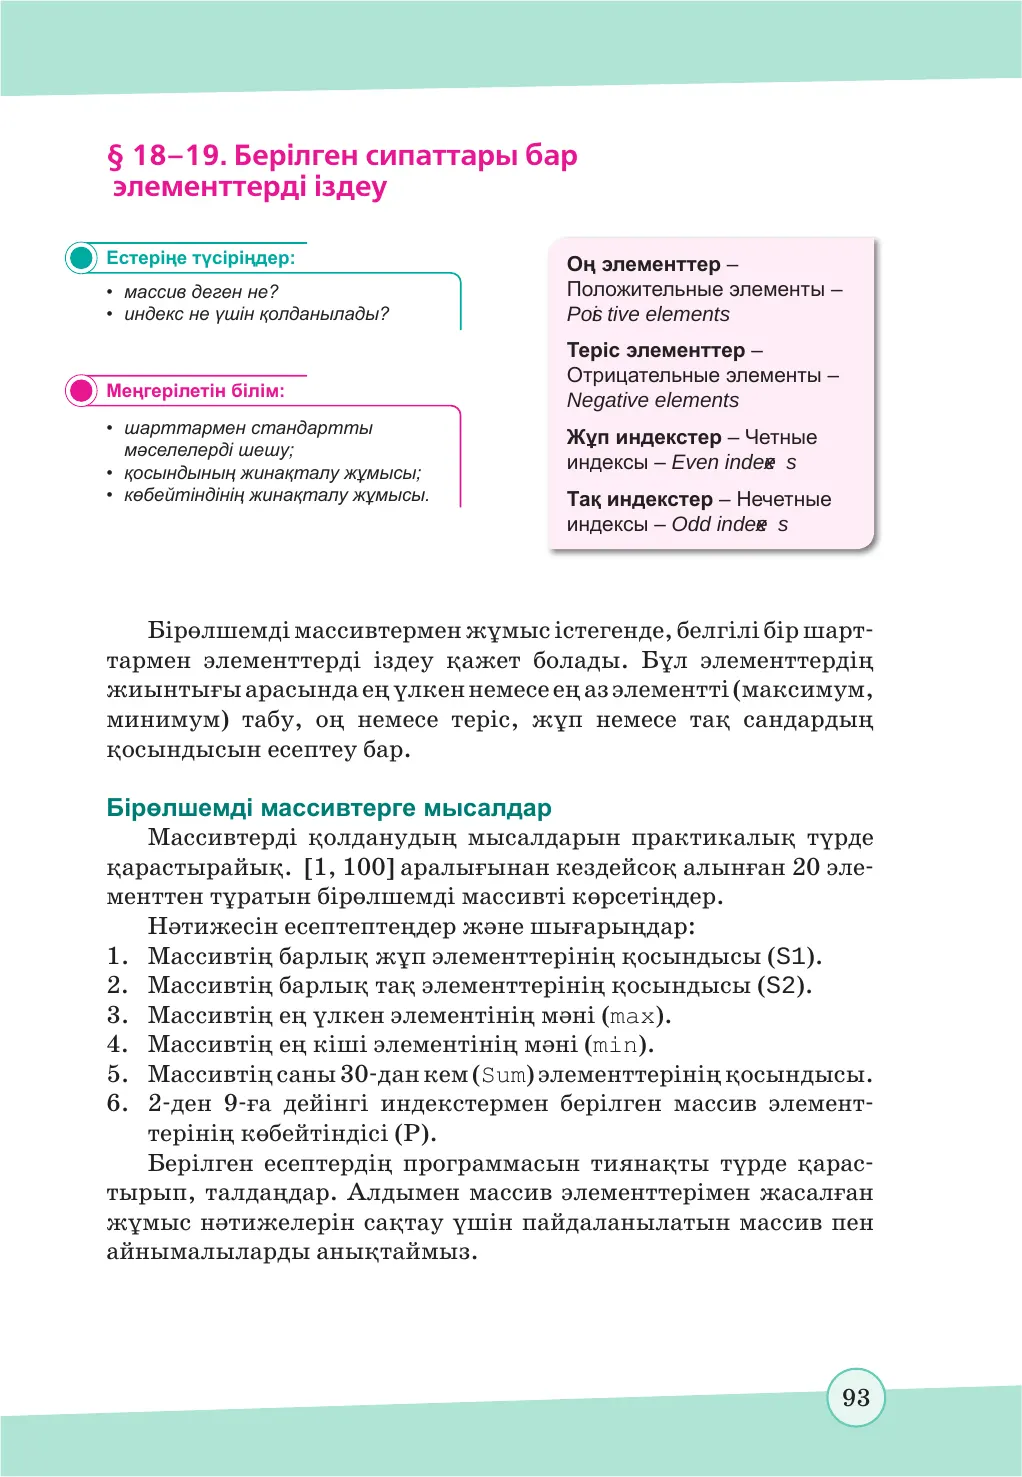 § 18–19. Берілген сипаттары бар
элементтерді іздеу
Естеріңе түсіріңдер:
• массив деген не?
• индекс не үшін қолданылады?
Меңгерілетін білім:
• шарттармен стандартты
мәселелерді шешу;
• қосындының жинақталу жұмысы;
• көбейтіндінің жинақталу жұмысы.
Оң элементтер –
Положительные элементы –
Positive elements
Теріс элементтер –
Отрицательные элементы –
Negative elements
Жұп индекстер – Четные
индексы – Even indexes
Тақ индекстер – Нечетные
индексы – Odd indexes
Бірөлшемді массивтермен жұмыс істегенде, белгілі бір шарт-
тармен элементтерді іздеу қажет болады. Бұл элементтердің
жиынтығы арасында ең үлкен немесе ең аз элементті (максимум,
минимум) табу, оң немесе теріс, жұп немесе тақ сандардың
қосындысын есептеу бар.
Бірөлшемді массивтерге мысалдар
Массивтерді қолданудың мысалдарын практикалық түрде
қарастырайық. [1, 100] аралығынан кездейсоқ алынған 20 эле-
менттен тұратын бірөлшемді массивті көрсетіңдер.
Нәтижесін есептептеңдер және шығарыңдар:
1. Массивтің барлық жұп элементтерінің қосындысы (S1).
2. Массивтің барлық тақ элементтерінің қосындысы (S2).
3. Массивтің ең үлкен элементінің мәні (max).
4. Массивтің ең кіші элементінің мәні (min).
5. Массивтің саны 30-дан кем (Sum) элементтерінің қосындысы.
6. 2-ден 9-ға дейінгі индекстермен берілген массив элемент-
терінің көбейтіндісі (P).
Берілген есептердің программасын тиянақты түрде қарас-
тырып, талдаңдар. Алдымен массив элементтерімен жасалған
жұмыс нәтижелерін сақтау үшін пайдаланылатын массив пен
айнымалыларды анықтаймыз.
93